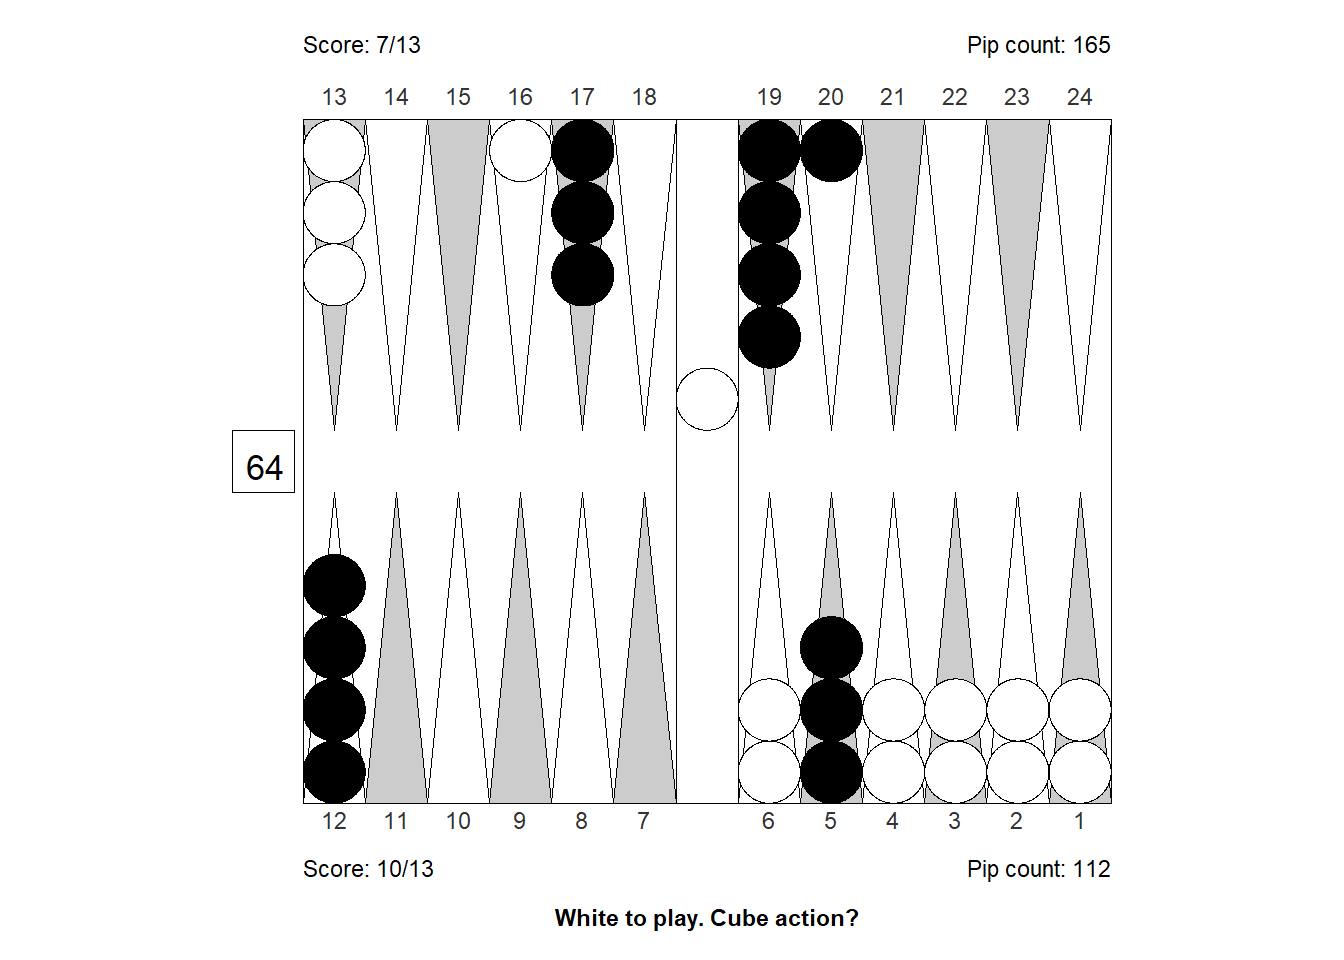 Score: 7/13 Pip count: 165
13 14 15 16 17 18 19 20 21 22 23 24
64
12 11 10 9 8 7 6 5 4 3 2 1
Score: 10/13 Pip count: 112
White to play. Cube action?